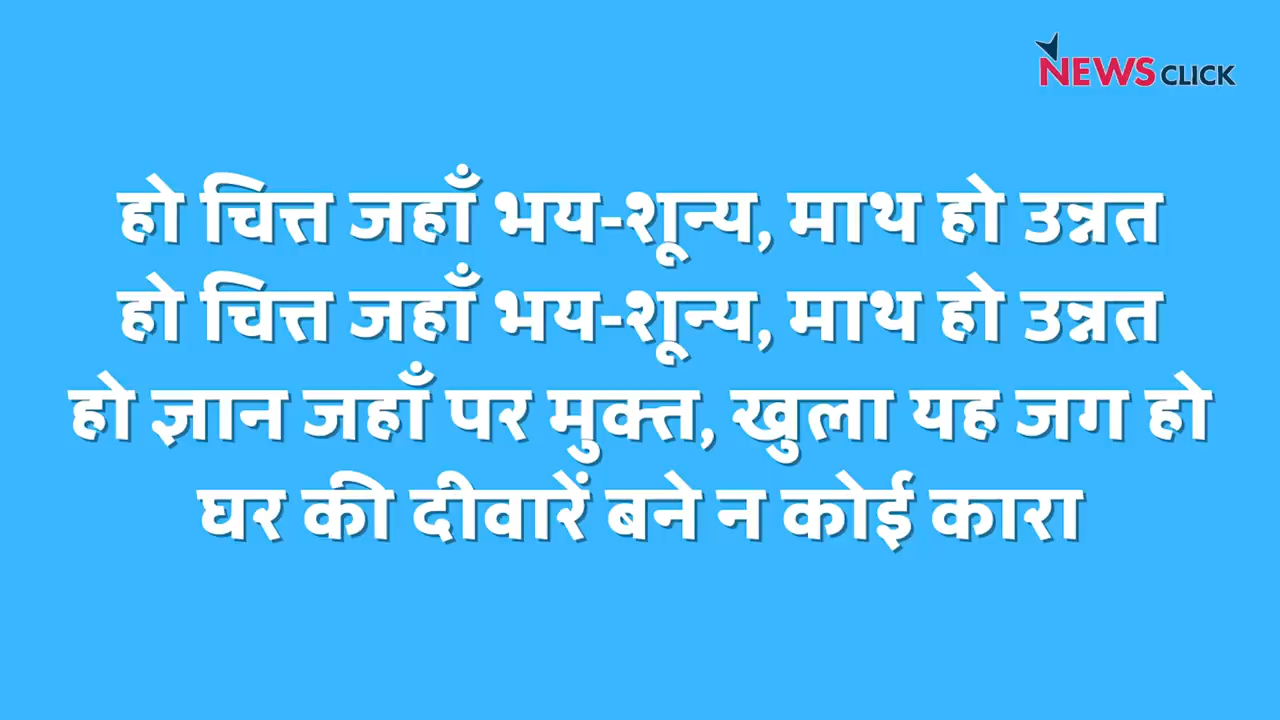 NEWSCLICK
हो चित्त जहाँ भय-शून्य, माथ हो उन्नत
हो चित्त जहाँ भय-शून्य, माथ हो उन्नत
हो ज्ञान जहाँ पर मुक्त, खुला यह जग हो
घर की दीवारें बने न कोई कारा